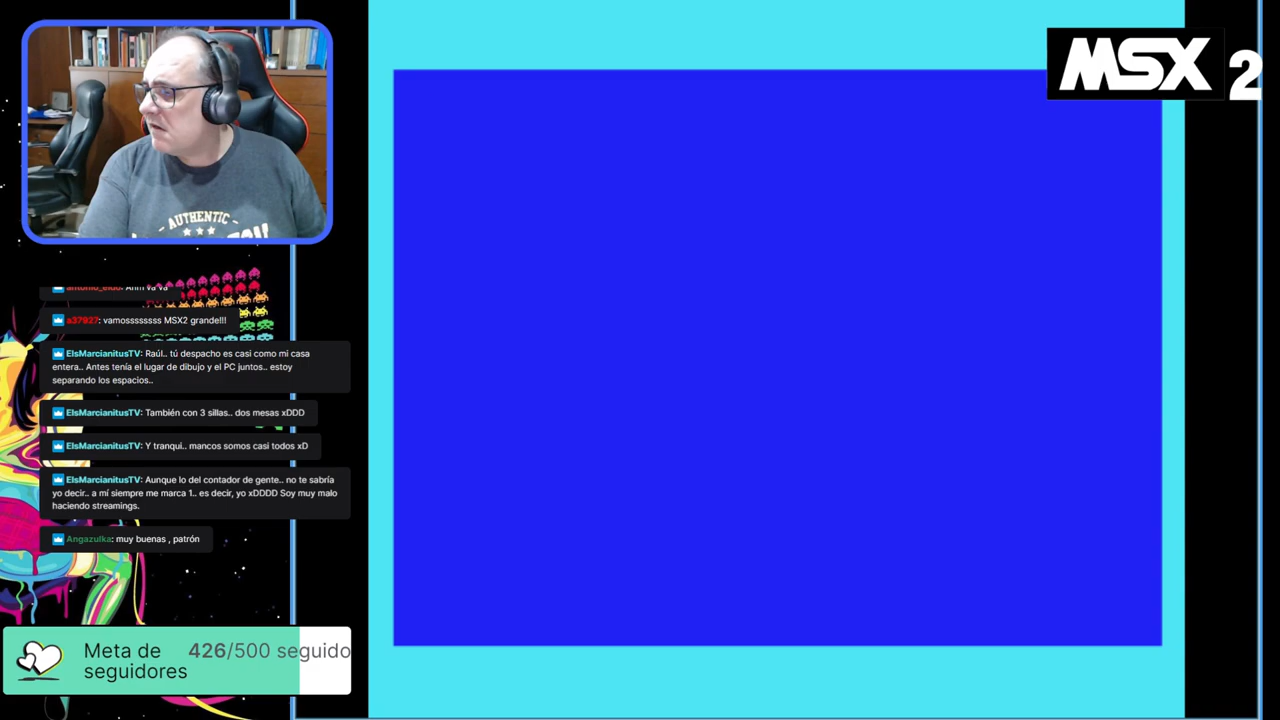 MSX 2
AUTHENTIC
a37927: vamosssssssss MSX2 grande!!!
ElsMarcianitusTV: Raúl.. tú despacho es casi como mi casa
entera.. Antes tenía el lugar de dibujo y el PC juntos.. estoy
separando los espacios..
ElsMarcianitusTV: También con 3 sillas.. dos mesas xDDD
ElsMarcianitusTV: Y tranqui.. mancos somos casi todos xD
ElsMarcianitusTV: Aunque lo del contador de gente.. no te sabría
yo decir.. a mí siempre me marca 1.. es decir, yo xDDDD Soy muy malo
haciendo streamings.
Angazulka: muy buenas , patrón
Meta de
seguidores
426/500 seguido